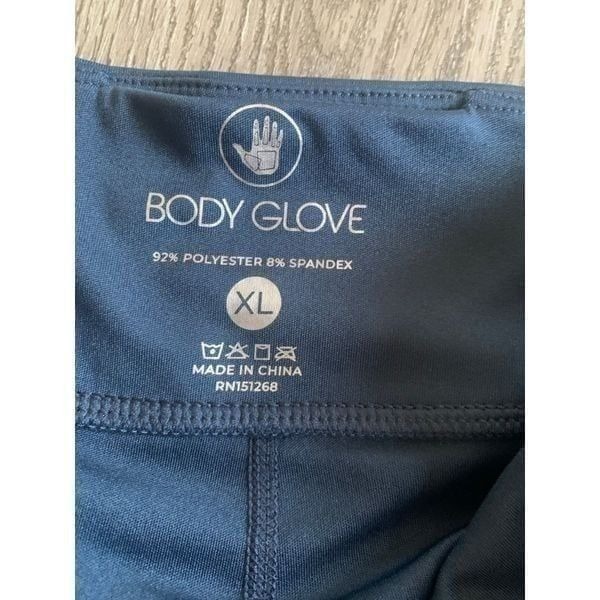 BODY GLOVE
92% POLYESTER 8% SPANDEX
XL
MADE IN CHINA
RN151268